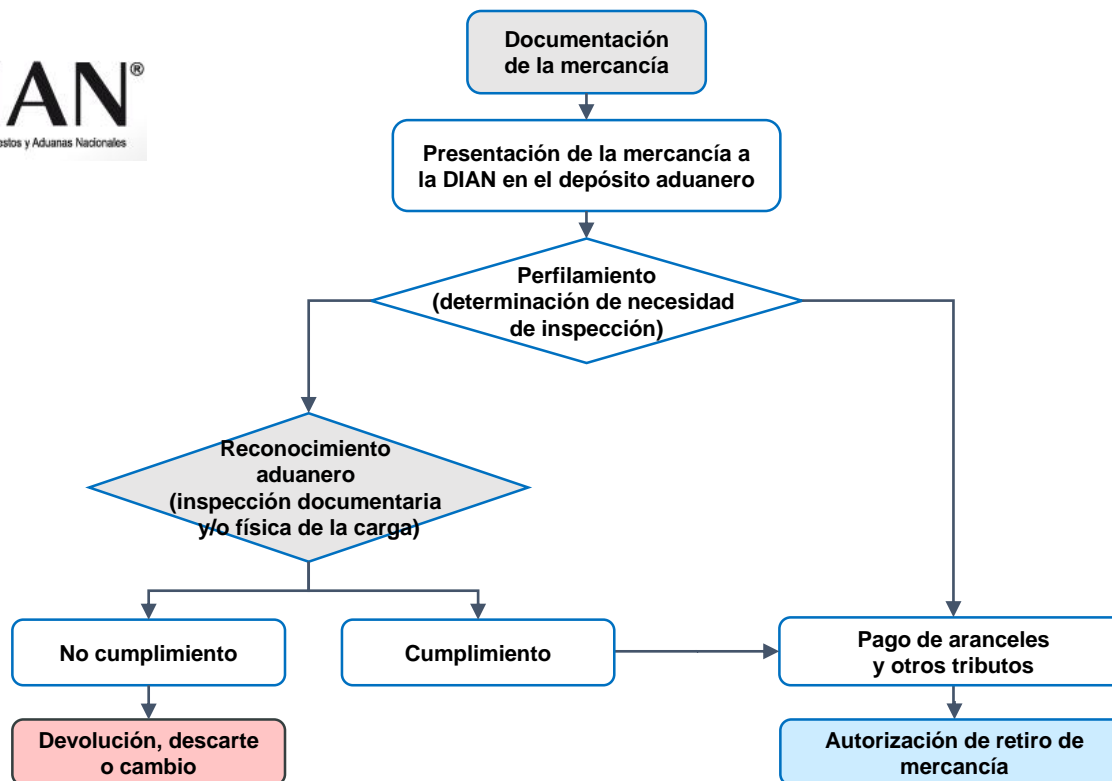 Documentación
de la mercancía
AN®
estos y Aduanas Nacionales
Presentación de la mercancía a
la DIAN en el depósito aduanero
Perfilamiento
(determinación de necesidad
de inspección)
Reconocimiento
aduanero
(inspección documentaria
y/o física de la carga)
No cumplimiento
Cumplimiento
Pago de aranceles
y otros tributos
Devolución, descarte
o cambio
Autorización de retiro de
mercancía